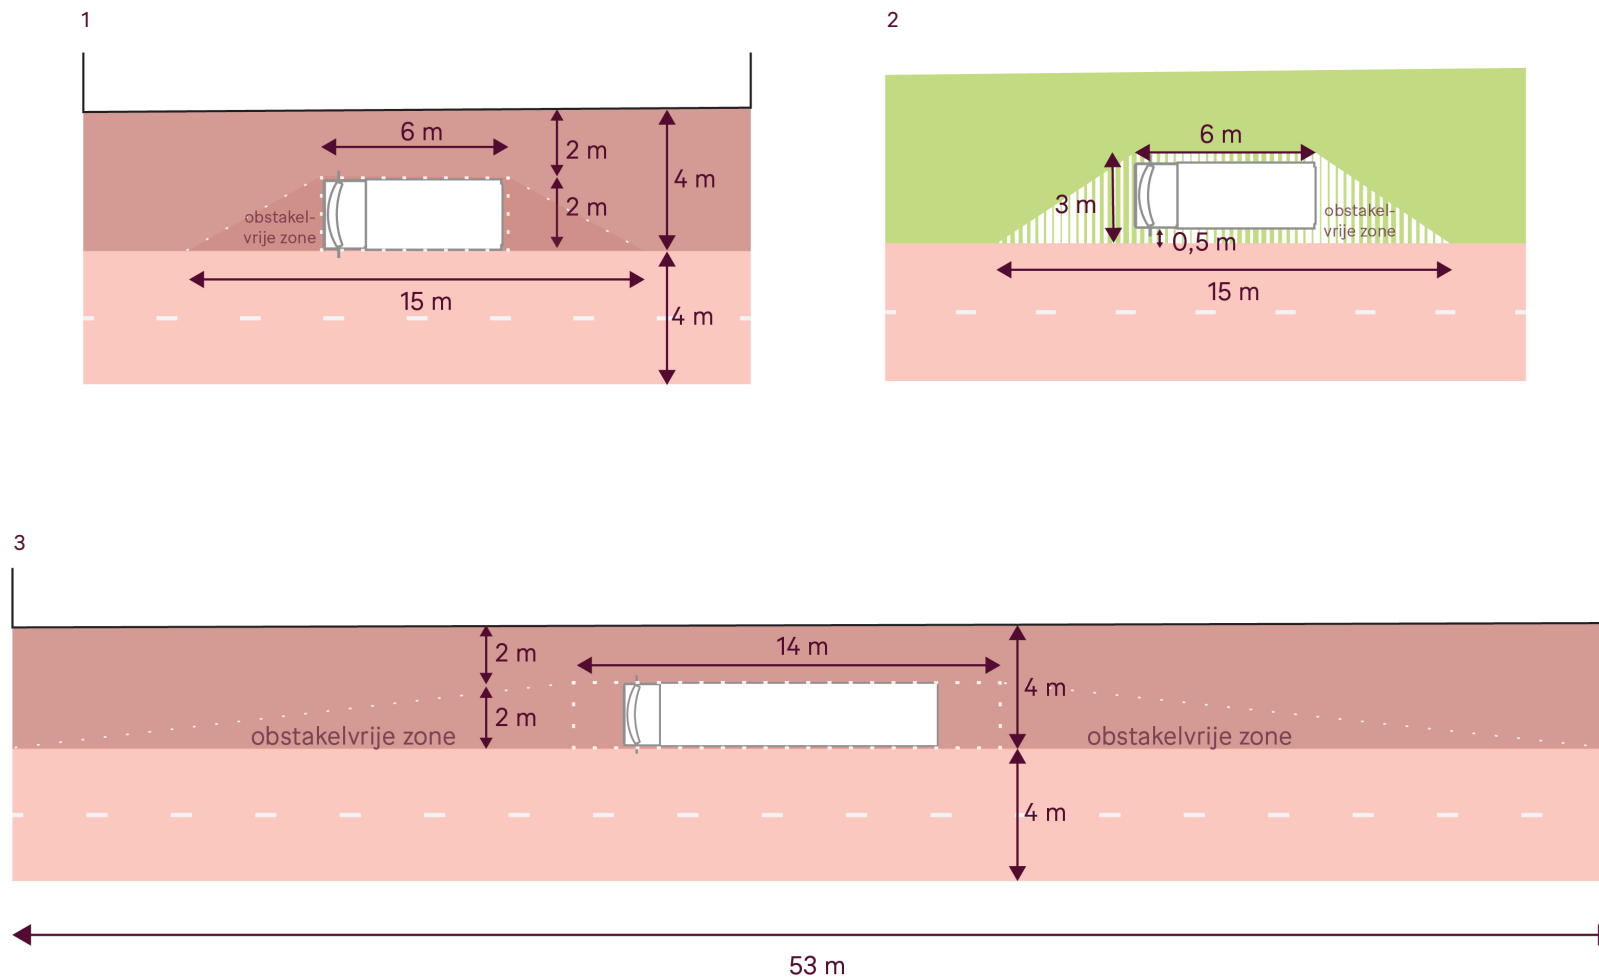 1
6 m
2 m
4 m
2 m
obstakel-
vrije zone
15 m
4 m
2
6 m
3 m
obstakel-
vrije zone
0,5 m
15 m
3
2 m
14 m
4 m
2 m
obstakelvrije zone
obstakelvrije zone
4 m
53 m